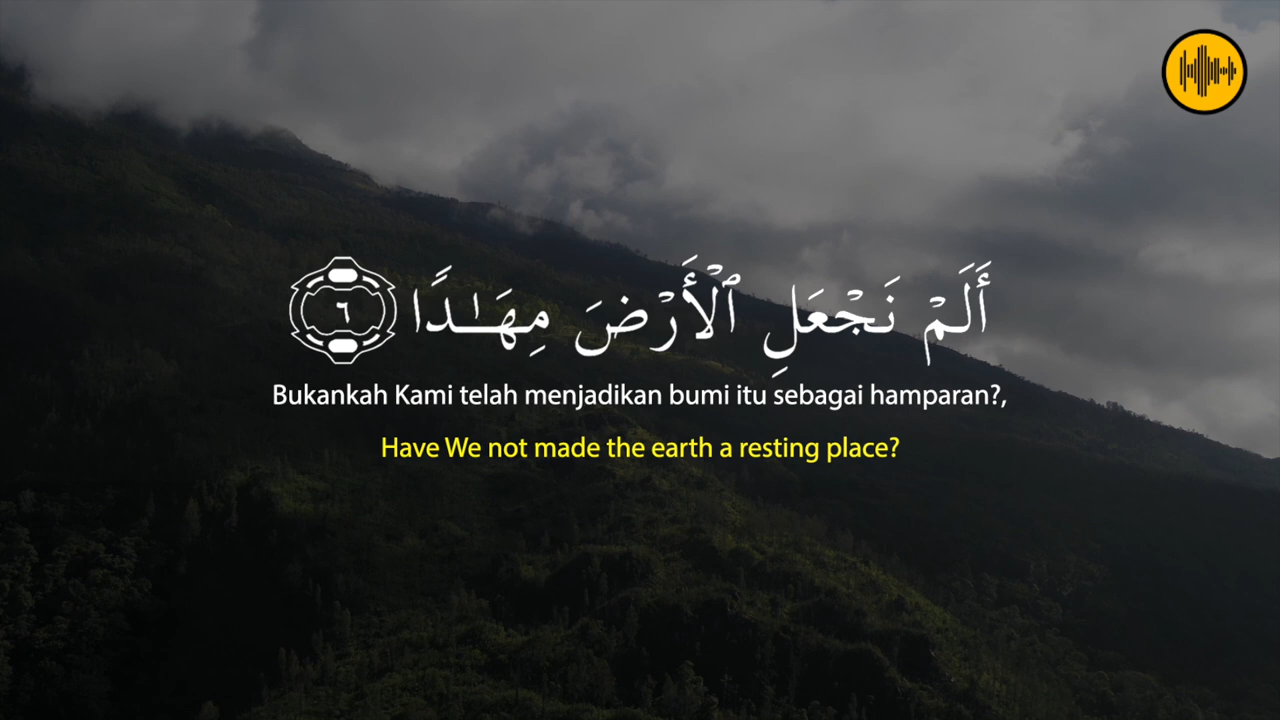 أَلَمْ نَجْعَلِ ٱلْأَرْضَ مِهَـٰدًا ٦
Bukankah Kami telah menjadikan bumi itu sebagai hamparan?,
Have We not made the earth a resting place?